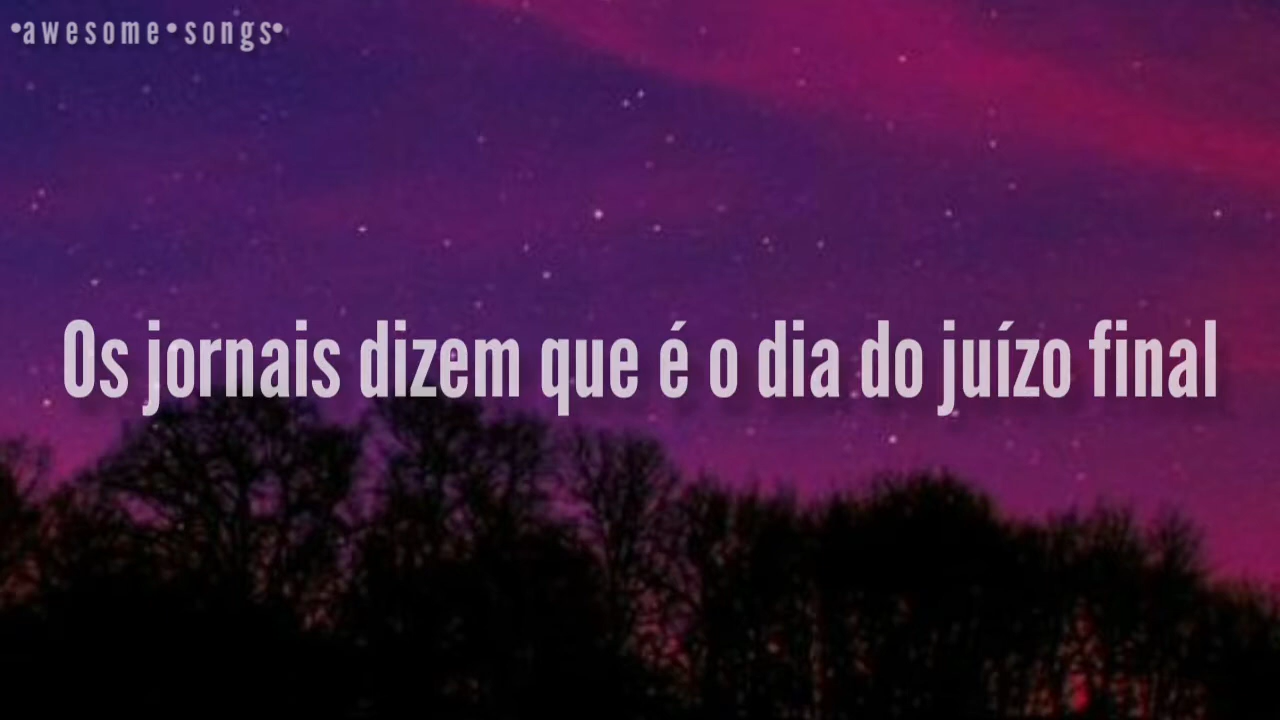 •awesome•songs•
Os jornais dizem que é o dia do juízo final